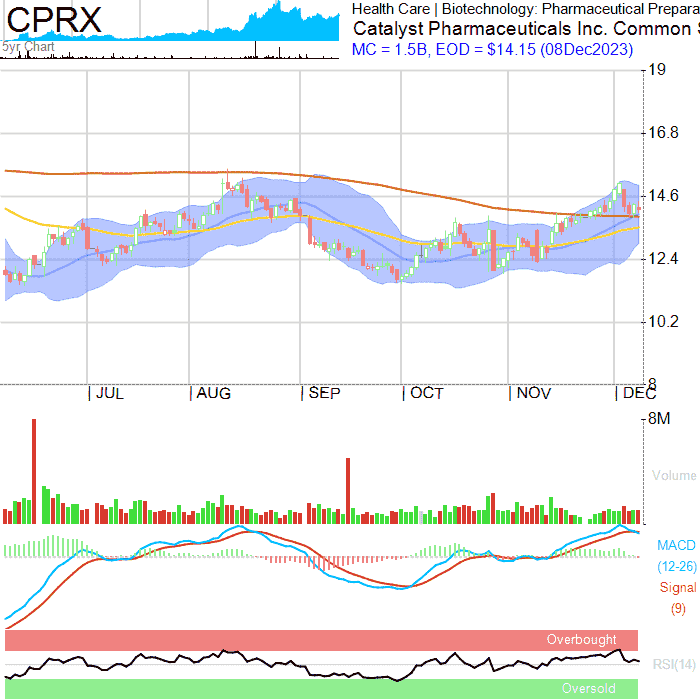 CPRX
5yr Chart
Health Care | Biotechnology: Pharmaceutical Prepara
Catalyst Pharmaceuticals Inc. Common S
MC = 1.5B, EOD = $14.15 (08Dec2023)
19
16.8
14.6
12.4
10.2
8
JUL AUG SEP OCT NOV DEC
8M
Volume
MACD
(12-26)
Signal
(9)
Overbought
RSI(14)
Oversold